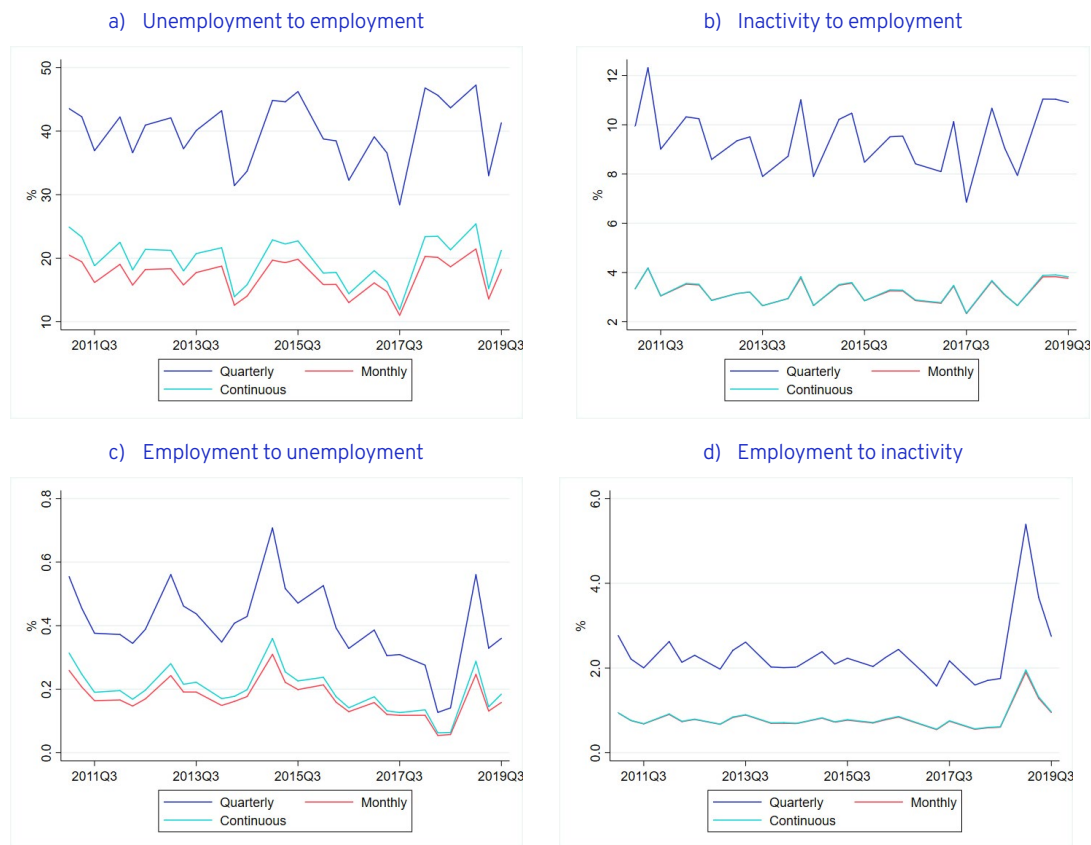 a) Unemployment to employment
50
40
30
20
10
%
2011Q3 2013Q3 2015Q3 2017Q3 2019Q3
Quarterly Monthly
Continuous
b) Inactivity to employment
12
10
8
6
4
2
%
2011Q3 2013Q3 2015Q3 2017Q3 2019Q3
Quarterly Monthly
Continuous
c) Employment to unemployment
0.8
0.6
0.4
0.2
0.0
%
2011Q3 2013Q3 2015Q3 2017Q3 2019Q3
Quarterly Monthly
Continuous
d) Employment to inactivity
6.0
4.0
2.0
0.0
%
2011Q3 2013Q3 2015Q3 2017Q3 2019Q3
Quarterly Monthly
Continuous